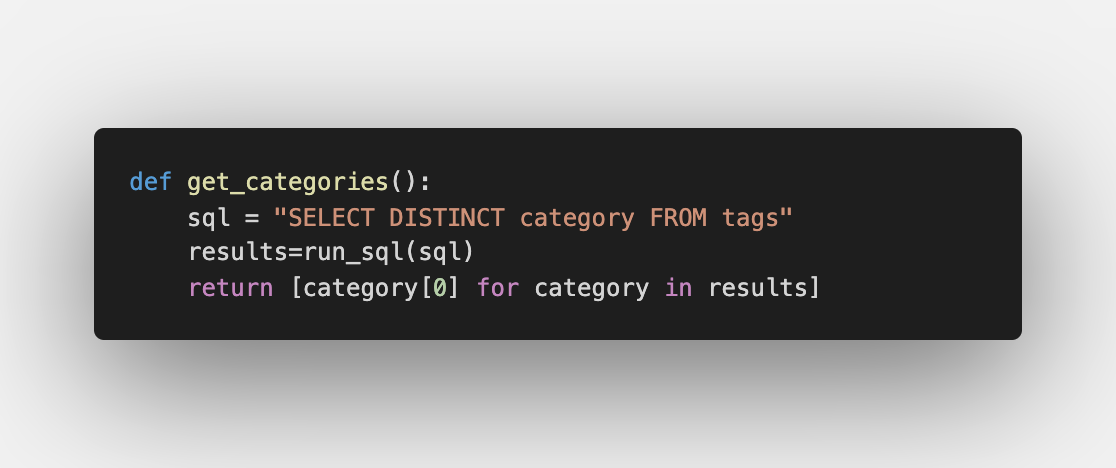 def get_categories():
    sql = "SELECT DISTINCT category FROM tags"
    results=run_sql(sql)
    return [category[0] for category in results]